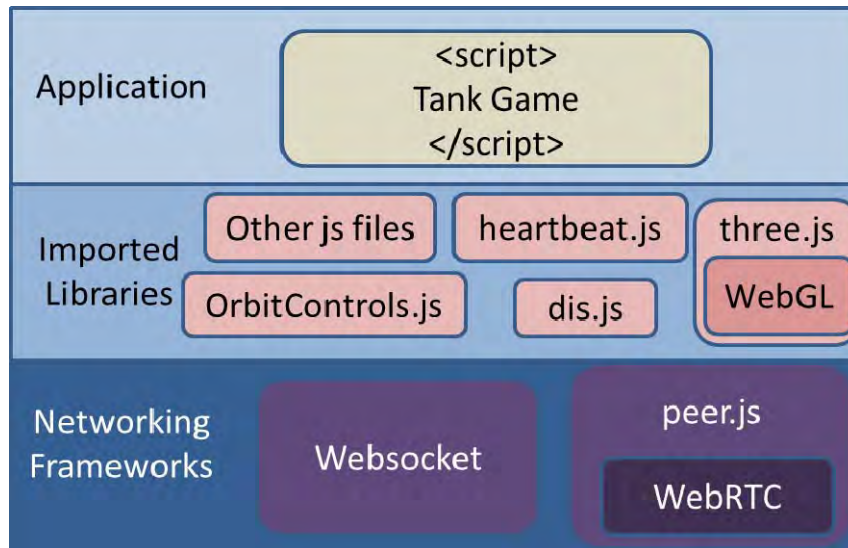 Application
<script>
Tank Game
</script>
Imported
Libraries
Other js files
heartbeat.js
three.js
OrbitControls.js
dis.js
WebGL
Networking
Frameworks
Websocket
peer.js
WebRTC